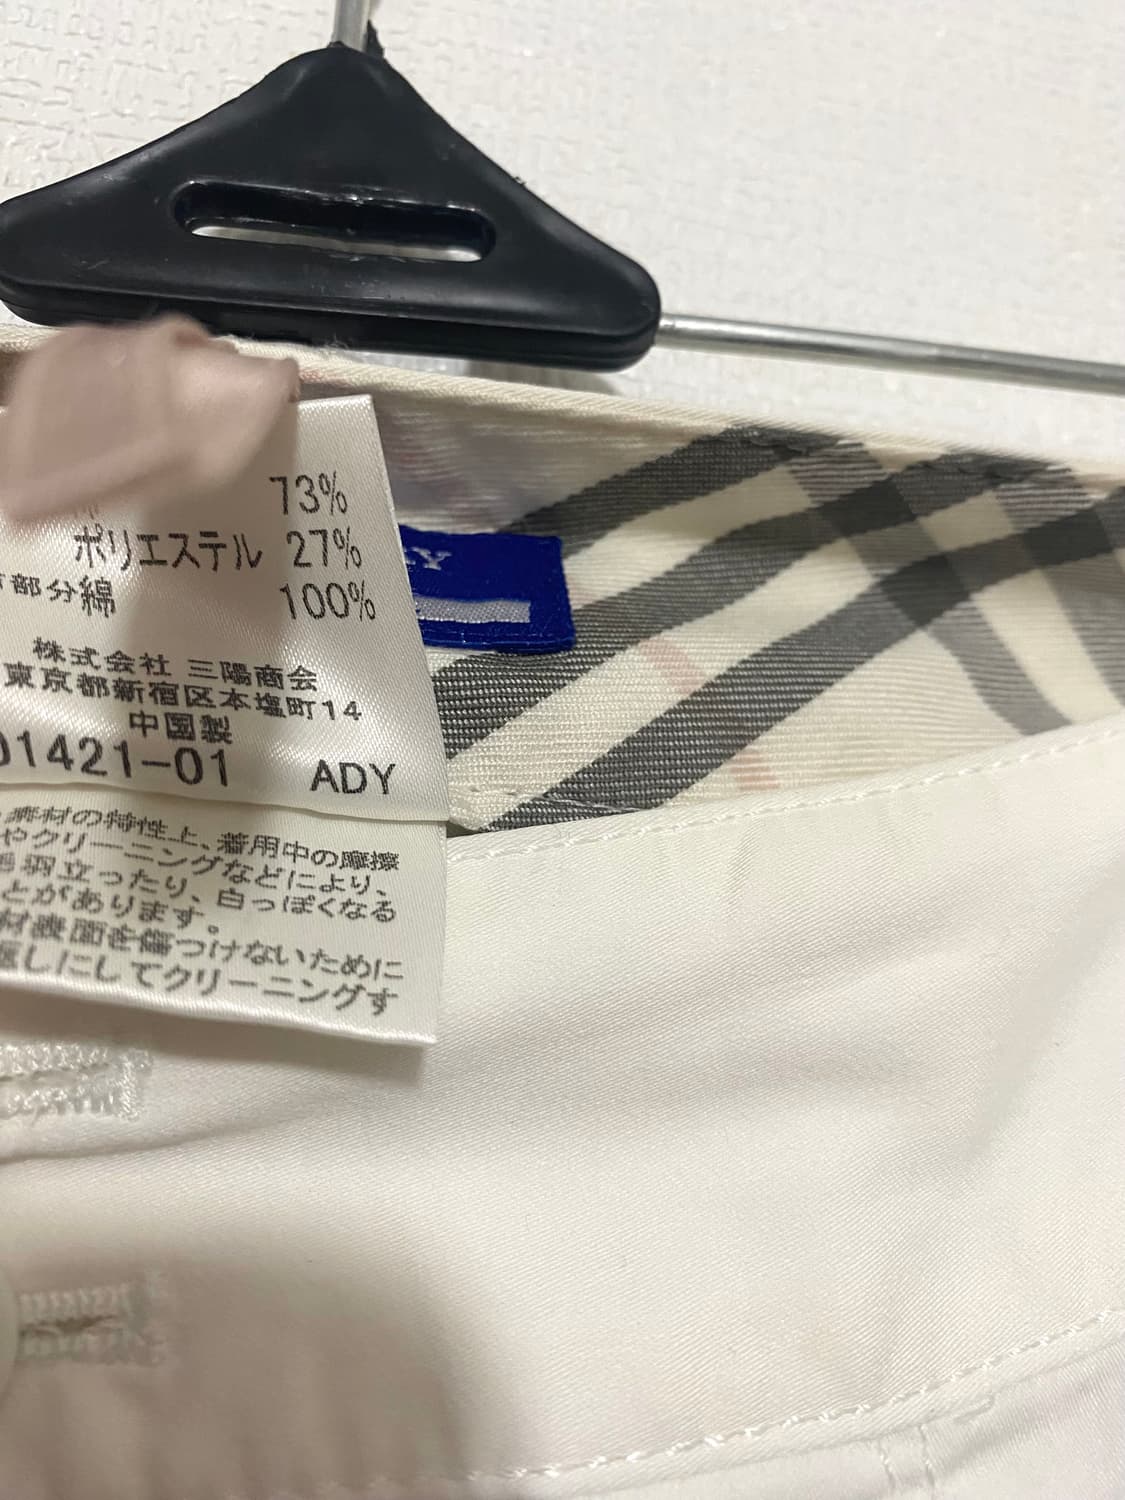 73%
ポリエステル 27%
部分綿 100%
株式会社 三陽商会
東京都新宿区本塩町14
中国製
01421-01 ADY
素材の特性上、着用中の摩擦
やクリーニングなどにより、
毛羽立ったり、白っぽくなる
とがあります。
材表面を傷つけないために
返しにしてクリーニングす
RY